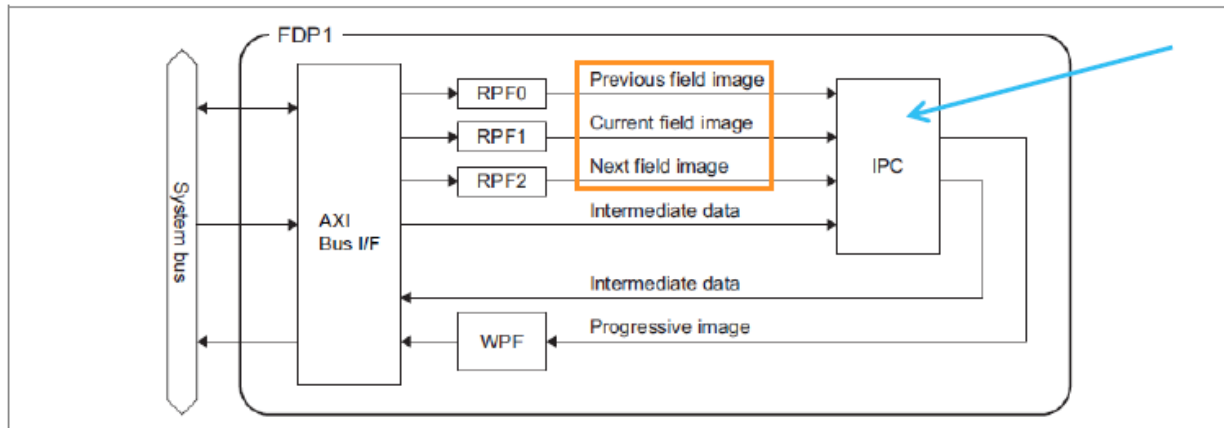 FDP1
RPF0
Previous field image
RPF1
Current field image
RPF2
Next field image
IPC
System bus
AXI
Bus I/F
Intermediate data
Intermediate data
WPF
Progressive image